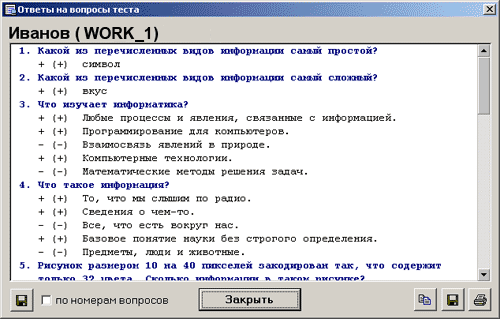 Ответы на вопросы теста
Иванов ( WORK_1)
1. Какой из перечисленных видов информации самый простой?
+ (+) символ
2. Какой из перечисленных видов информации самый сложный?
+ (+) вкус
3. Что изучает информатика?
+ (+) Любые процессы и явления, связанные с информацией.
+ (+) Программирование для компьютеров.
- (-) Взаимосвязь явлений в природе.
+ (+) Компьютерные технологии.
- (-) Математические методы решения задач.
4. Что такое информация?
+ (+) То, что мы слышим по радио.
+ (+) Сведения о чем-то.
- (-) Все, что есть вокруг нас.
+ (+) Базовое понятие науки без строгого определения.
- (-) Предметы, люди и животные.
5. Рисунок размером 10 на 40 пикселей закодирован так, что содержит
только 32 цвета. Сколько информации в таком рисунке?
по номерам вопросов
Закрыть